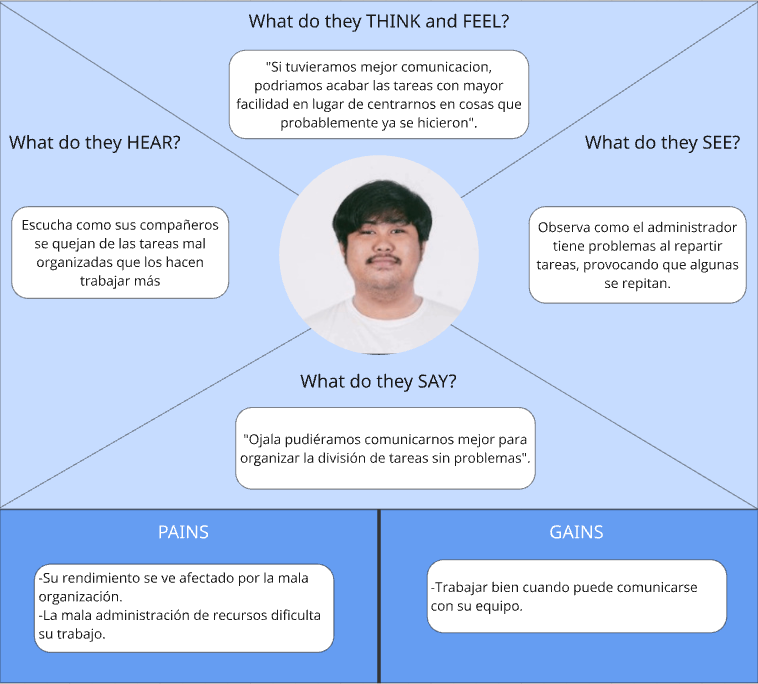 What do they THINK and FEEL?
"Si tuvieramos mejor comunicacion,
podriamos acabar las tareas con mayor
facilidad en lugar de centrarnos en cosas que
probablemente ya se hicieron".
What do they HEAR?
Escucha como sus compañeros
se quejan de las tareas mal
organizadas que los hacen
trabajar más
What do they SEE?
Observa como el administrador
tiene problemas al repartir
tareas, provocando que algunas
se repitan.
What do they SAY?
"Ojala pudiéramos comunicarnos mejor para
organizar la división de tareas sin problemas".
PAINS
-Su rendimiento se ve afectado por la mala
organización.
-La mala administración de recursos dificulta
su trabajo.
GAINS
-Trabajar bien cuando puede comunicarse
con su equipo.